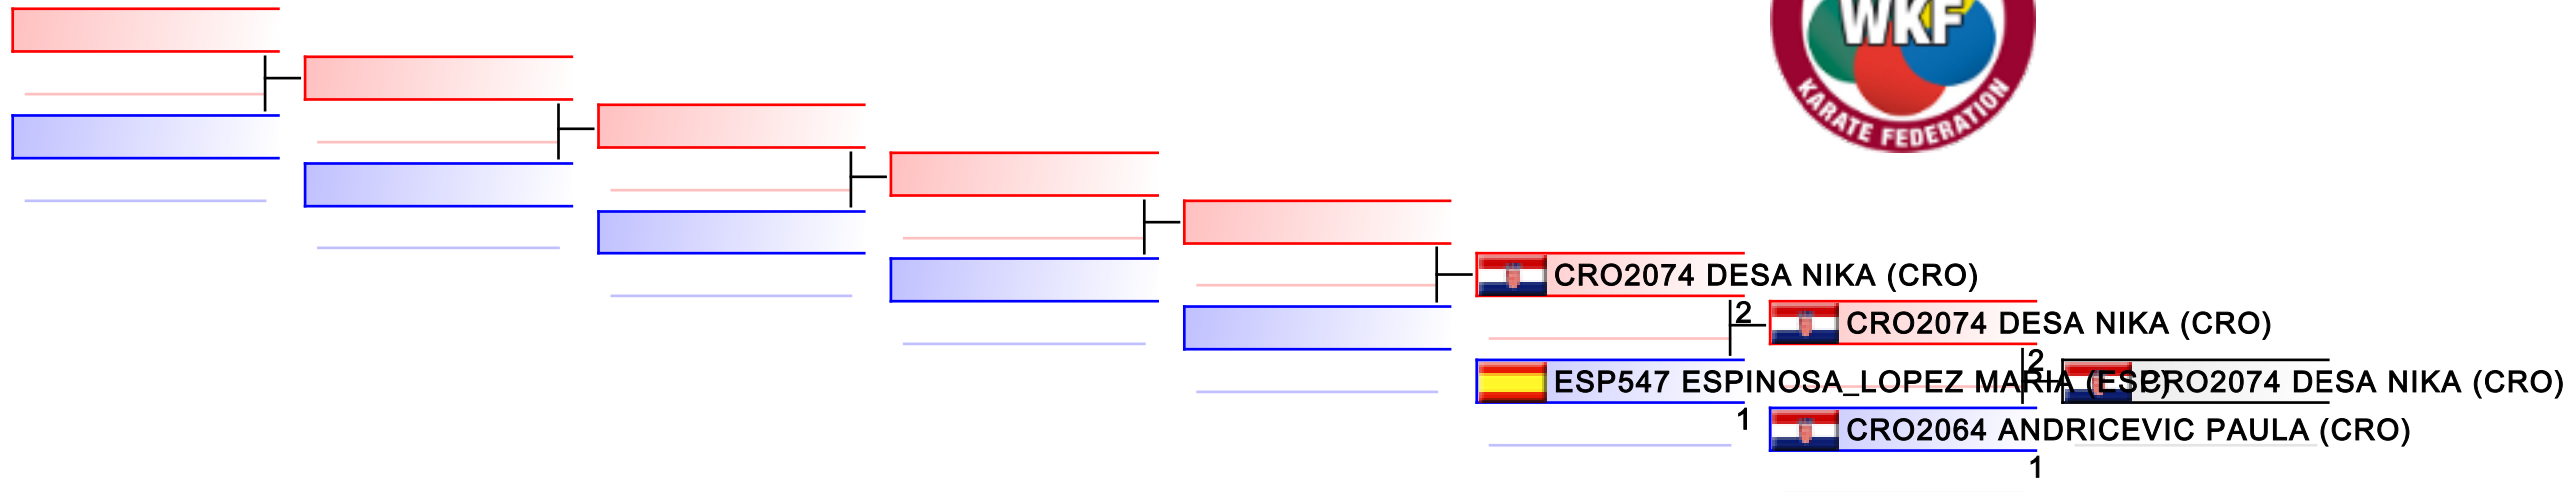 WKF
KARATE FEDERATION
CRO2074 DESA NIKA (CRO)
2
CRO2074 DESA NIKA (CRO)
2
ESP547 ESPINOSA_LOPEZ MARIA (ESP)
CRO2074 DESA NIKA (CRO)
1
CRO2064 ANDRICEVIC PAULA (CRO)
1